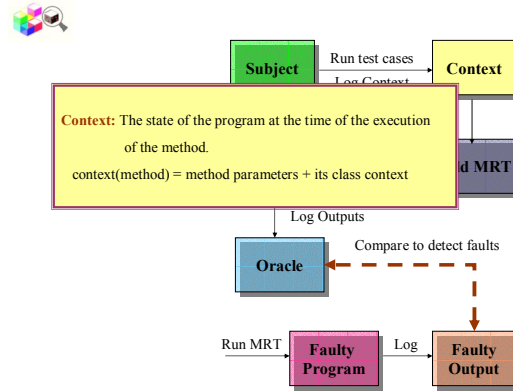 Subject
Run test cases
Log Context
Context
Context: The state of the program at the time of the execution
of the method.
context(method) = method parameters + its class context
MRT
Log Outputs
Oracle
Compare to detect faults
Run MRT
Faulty
Program
Log
Faulty
Output